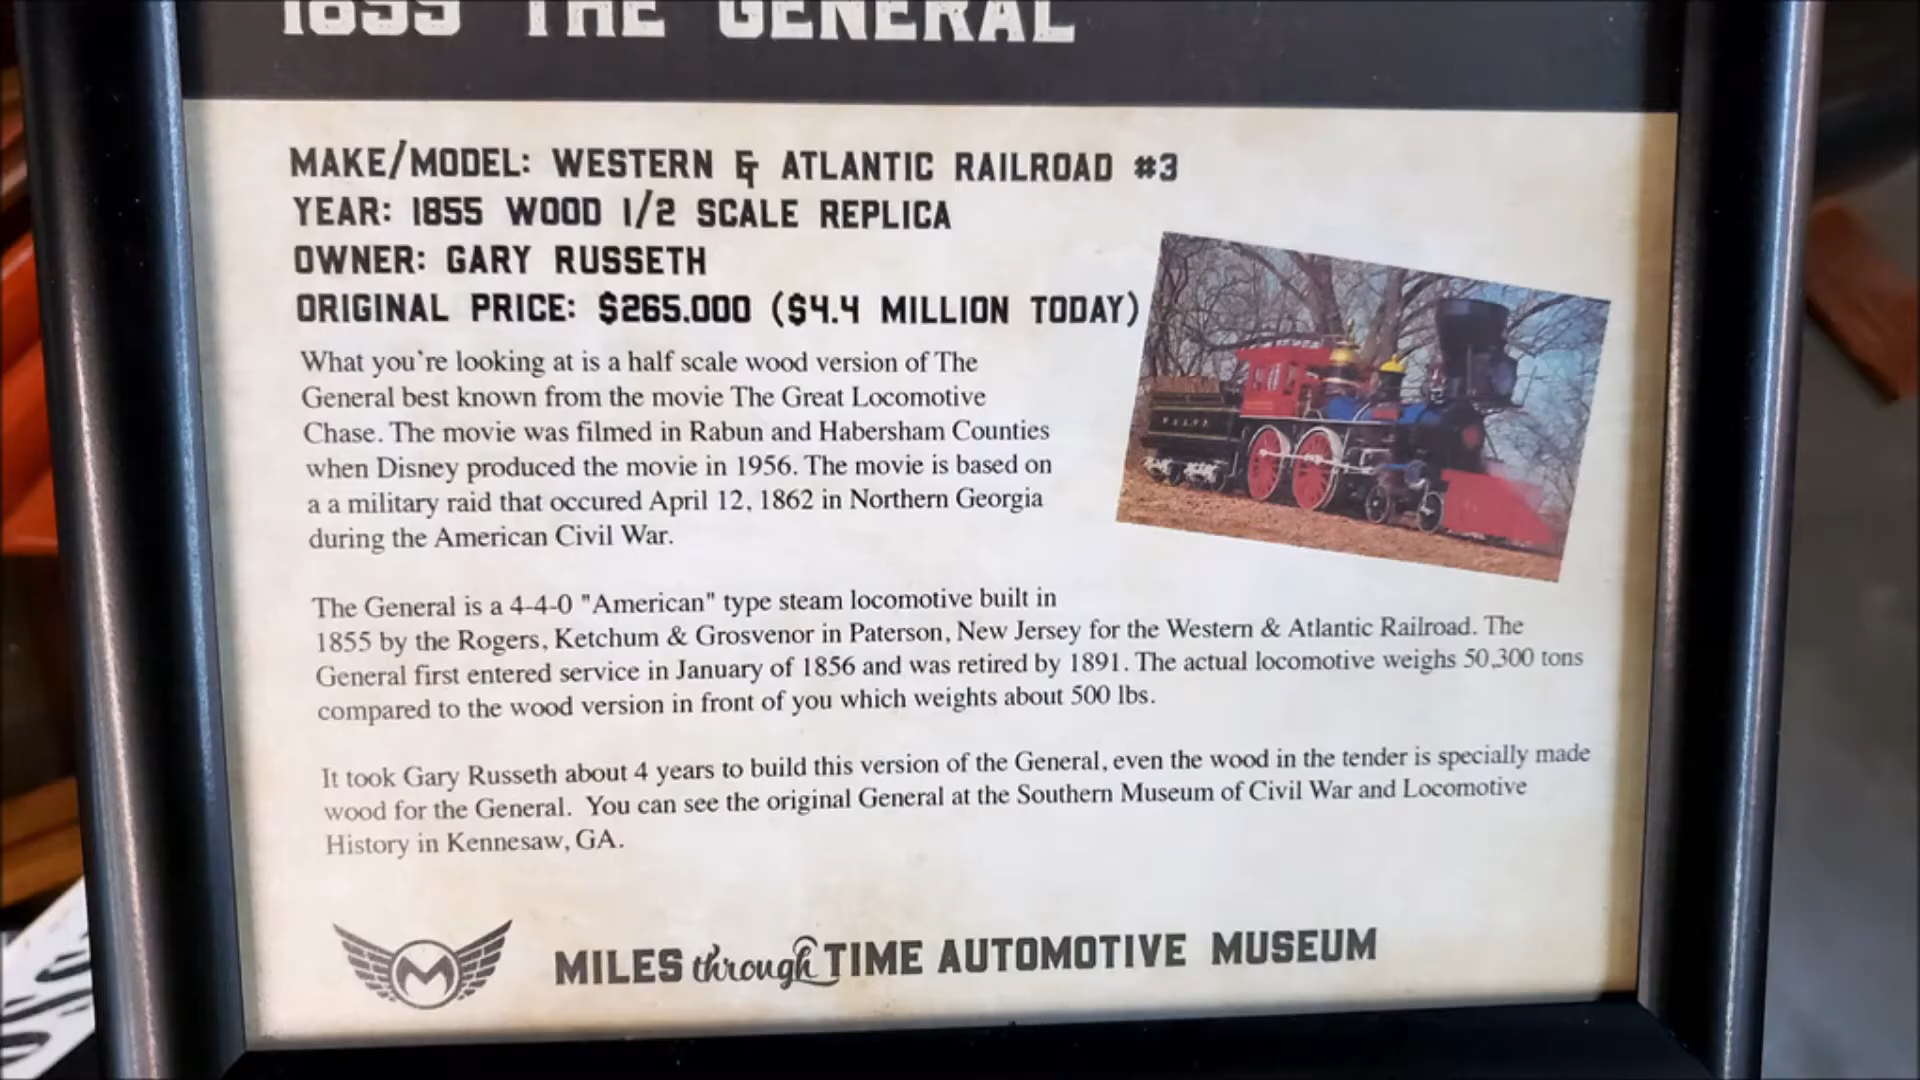 1855 THE GENERAL
MAKE/MODEL: WESTERN & ATLANTIC RAILROAD #3
YEAR: 1855 WOOD 1/2 SCALE REPLICA
OWNER: GARY RUSSETH
ORIGINAL PRICE: $265.000 ($4.4 MILLION TODAY)
What you're looking at is a half scale wood version of The
General best known from the movie The Great Locomotive
Chase. The movie was filmed in Rabun and Habersham Counties
when Disney produced the movie in 1956. The movie is based on
a a military raid that occured April 12, 1862 in Northern Georgia
during the American Civil War.
The General is a 4-4-0 "American" type steam locomotive built in
1855 by the Rogers, Ketchum & Grosvenor in Paterson, New Jersey for the Western & Atlantic Railroad. The
General first entered service in January of 1856 and was retired by 1891. The actual locomotive weighs 50,300 tons
compared to the wood version in front of you which weights about 500 lbs.
It took Gary Russeth about 4 years to build this version of the General, even the wood in the tender is specially made
wood for the General. You can see the original General at the Southern Museum of Civil War and Locomotive
History in Kennesaw, GA.
MILES through TIME AUTOMOTIVE MUSEUM